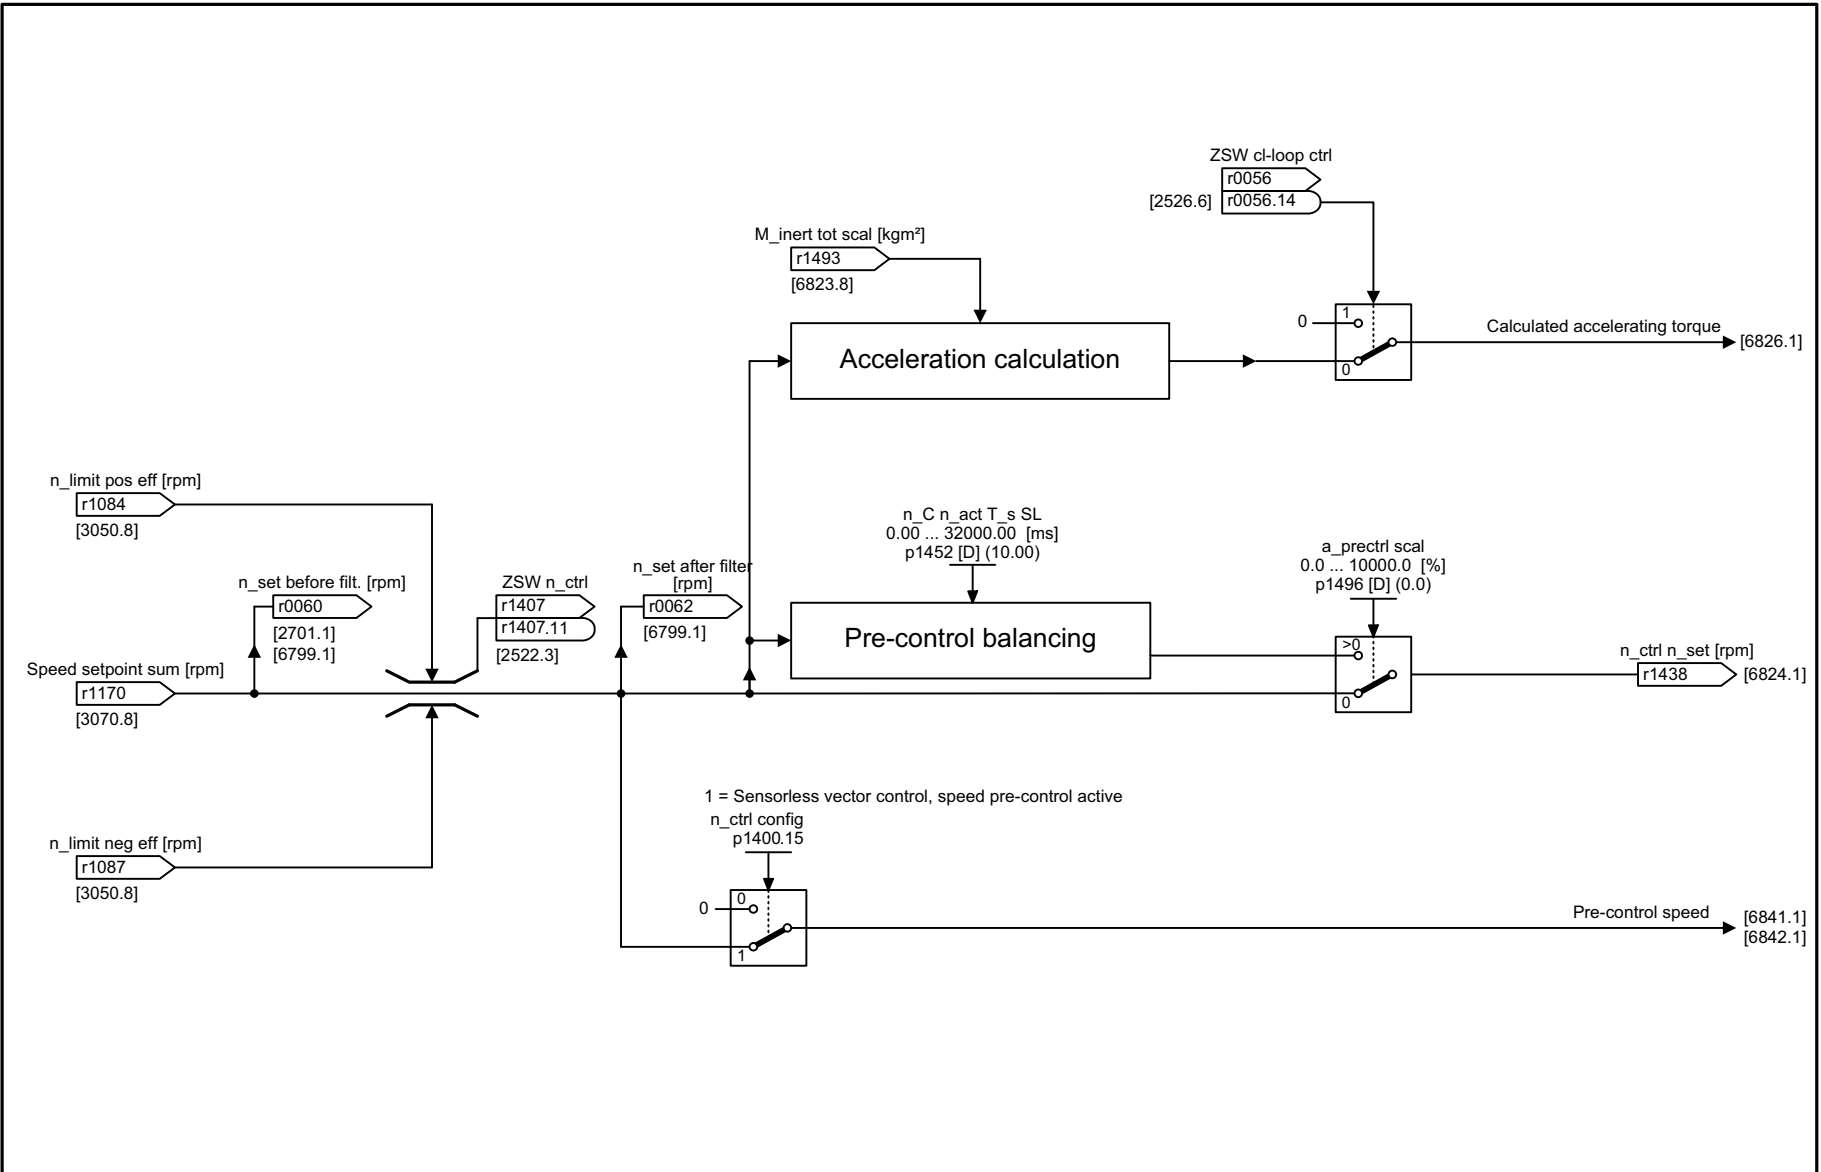 ZSW cl-loop ctrl
r0056
[2526.6] r0056.14
M_inert tot scal [kgm²]
r1493
[6823.8]
1
0
0
Acceleration calculation
Calculated accelerating torque
[6826.1]
n_limit pos eff [rpm]
r1084
[3050.8]
n_C n_act T_s SL
0.00 ... 32000.00 [ms]
p1452 [D] (10.00)
a_prectrl scal
0.0 ... 10000.0 [%]
p1496 [D] (0.0)
n_set before filt. [rpm]
r0060
[2701.1]
[6799.1]
ZSW n_ctrl
r1407
r1407.11
[2522.3]
n_set after filter
[rpm]
r0062
[6799.1]
Pre-control balancing
>0
0
n_ctrl n_set [rpm]
r1438 [6824.1]
Speed setpoint sum [rpm]
r1170
[3070.8]
1 = Sensorless vector control, speed pre-control active
n_ctrl config
p1400.15
n_limit neg eff [rpm]
r1087
[3050.8]
0
0
1
Pre-control speed
[6841.1]
[6842.1]